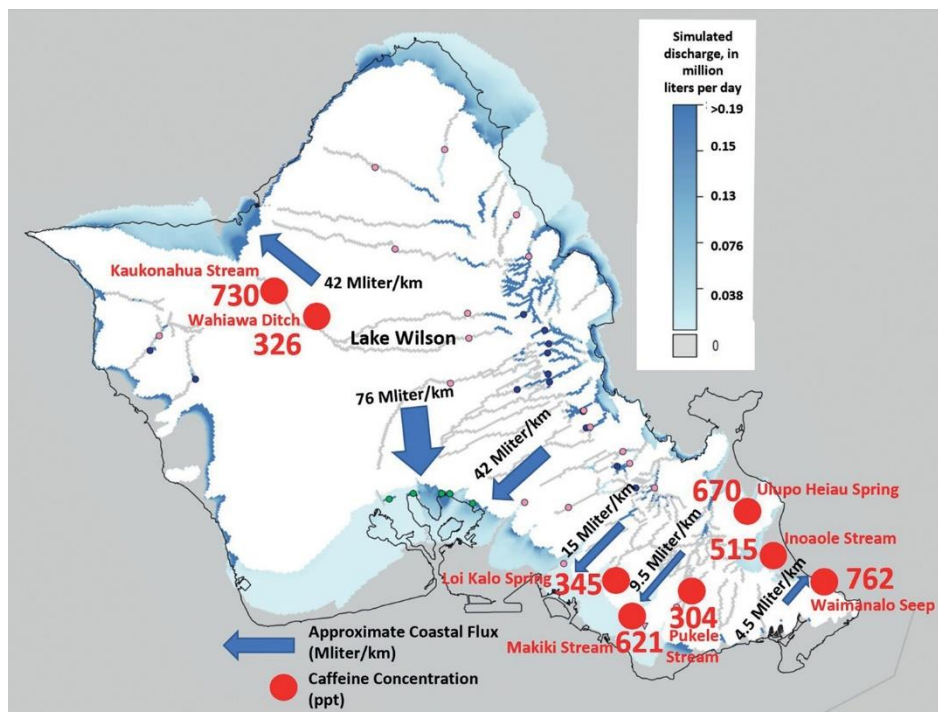 Simulated
discharge, in
million
liters per day
>0.19
0.15
0.13
0.076
0.038
0
Kaukonahua Stream
730
42 Mliter/km
Wahiawa Ditch
326
Lake Wilson
76 Mliter/km
42 Mliter/km
15 Mliter/km
9.5 Mliter/km
670
Ulupo Heiau Spring
515
Inoaole Stream
4.5 Mliter/km
762
Waimanalo Seep
Loi Kalo Spring
345
304
Pukele
Stream
Makiki Stream
621
Approximate Coastal Flux
(Mliter/km)
Caffeine Concentration
(ppt)